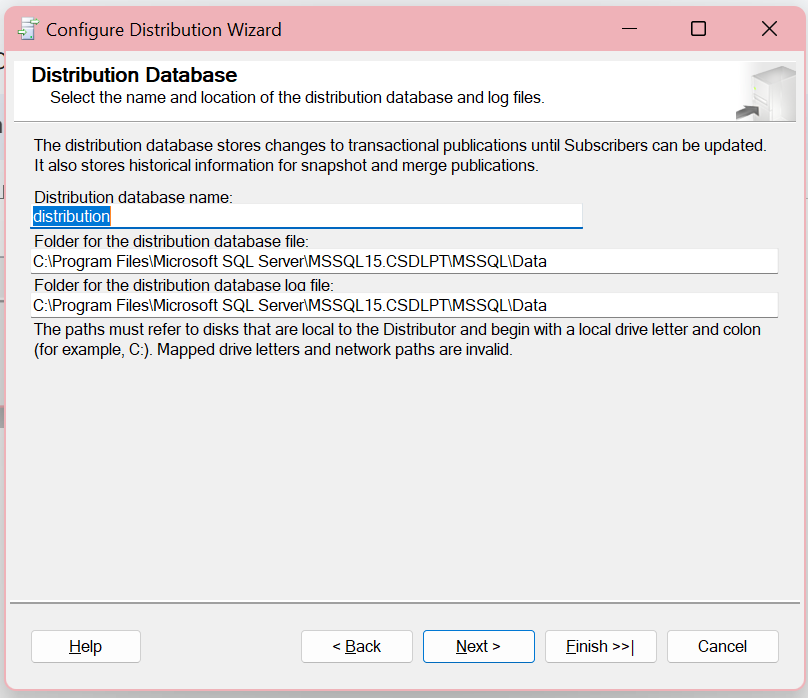 Configure Distribution Wizard
Distribution Database
Select the name and location of the distribution database and log files.
The distribution database stores changes to transactional publications until Subscribers can be updated.
It also stores historical information for snapshot and merge publications.
Distribution database name:
distribution
Folder for the distribution database file:
C:\Program Files\Microsoft SQL Server\MSSQL15.CSDLPT\MSSQL\Data
Folder for the distribution database log file:
C:\Program Files\Microsoft SQL Server\MSSQL15.CSDLPT\MSSQL\Data
The paths must refer to disks that are local to the Distributor and begin with a local drive letter and colon
(for example, C:). Mapped drive letters and network paths are invalid.
Help
< Back
Next >
Finish >>|
Cancel